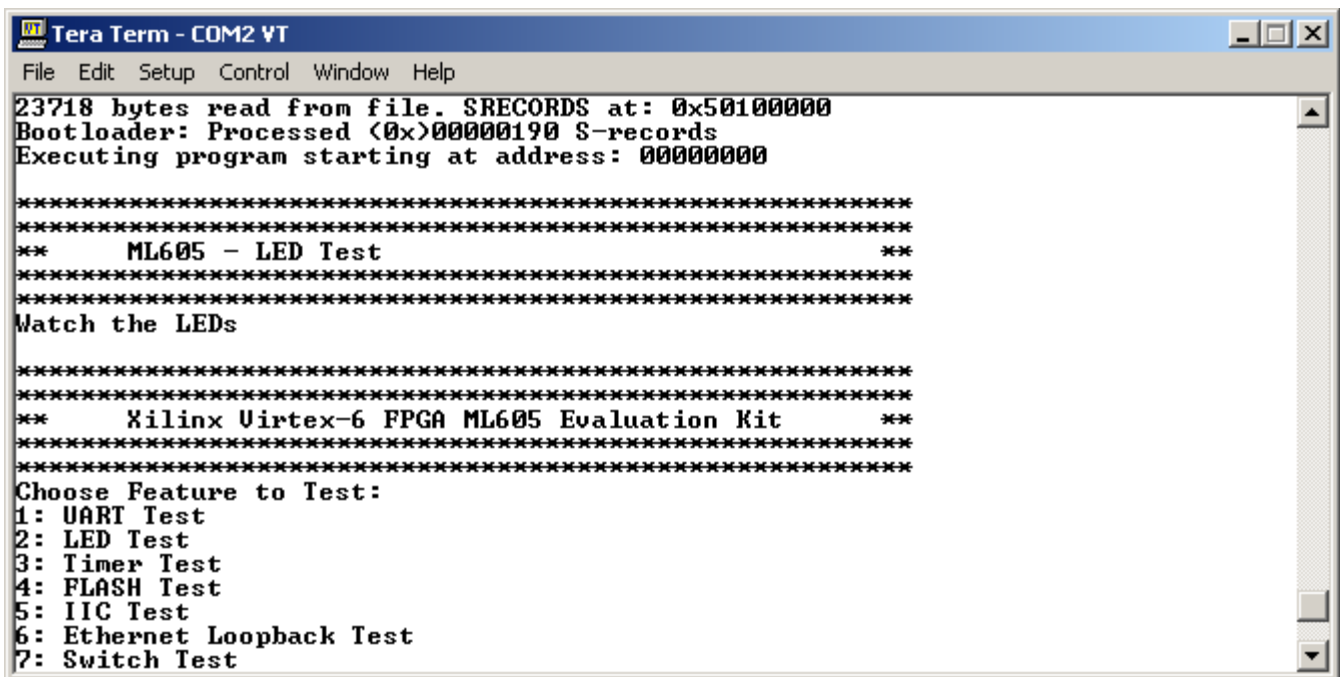 Tera Term - COM2 VT
File Edit Setup Control Window Help
23718 bytes read from file. SRECORDS at: 0x50100000
Bootloader: Processed (0x)00000190 S-records
Executing program starting at address: 00000000
********************************************************
********************************************************
**     ML605 - LED Test                               **
********************************************************
********************************************************
Watch the LEDs
********************************************************
********************************************************
**     Xilinx Virtex-6 FPGA ML605 Evaluation Kit      **
********************************************************
********************************************************
Choose Feature to Test:
1: UART Test
2: LED Test
3: Timer Test
4: FLASH Test
5: IIC Test
6: Ethernet Loopback Test
7: Switch Test